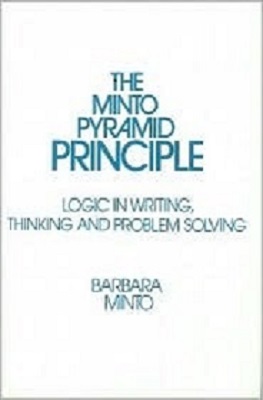 THE
MINTO
PYRAMID
PRINCIPLE
LOGIC IN WRITING,
THINKING AND PROBLEM SOLVING
BARBARA
MINTO